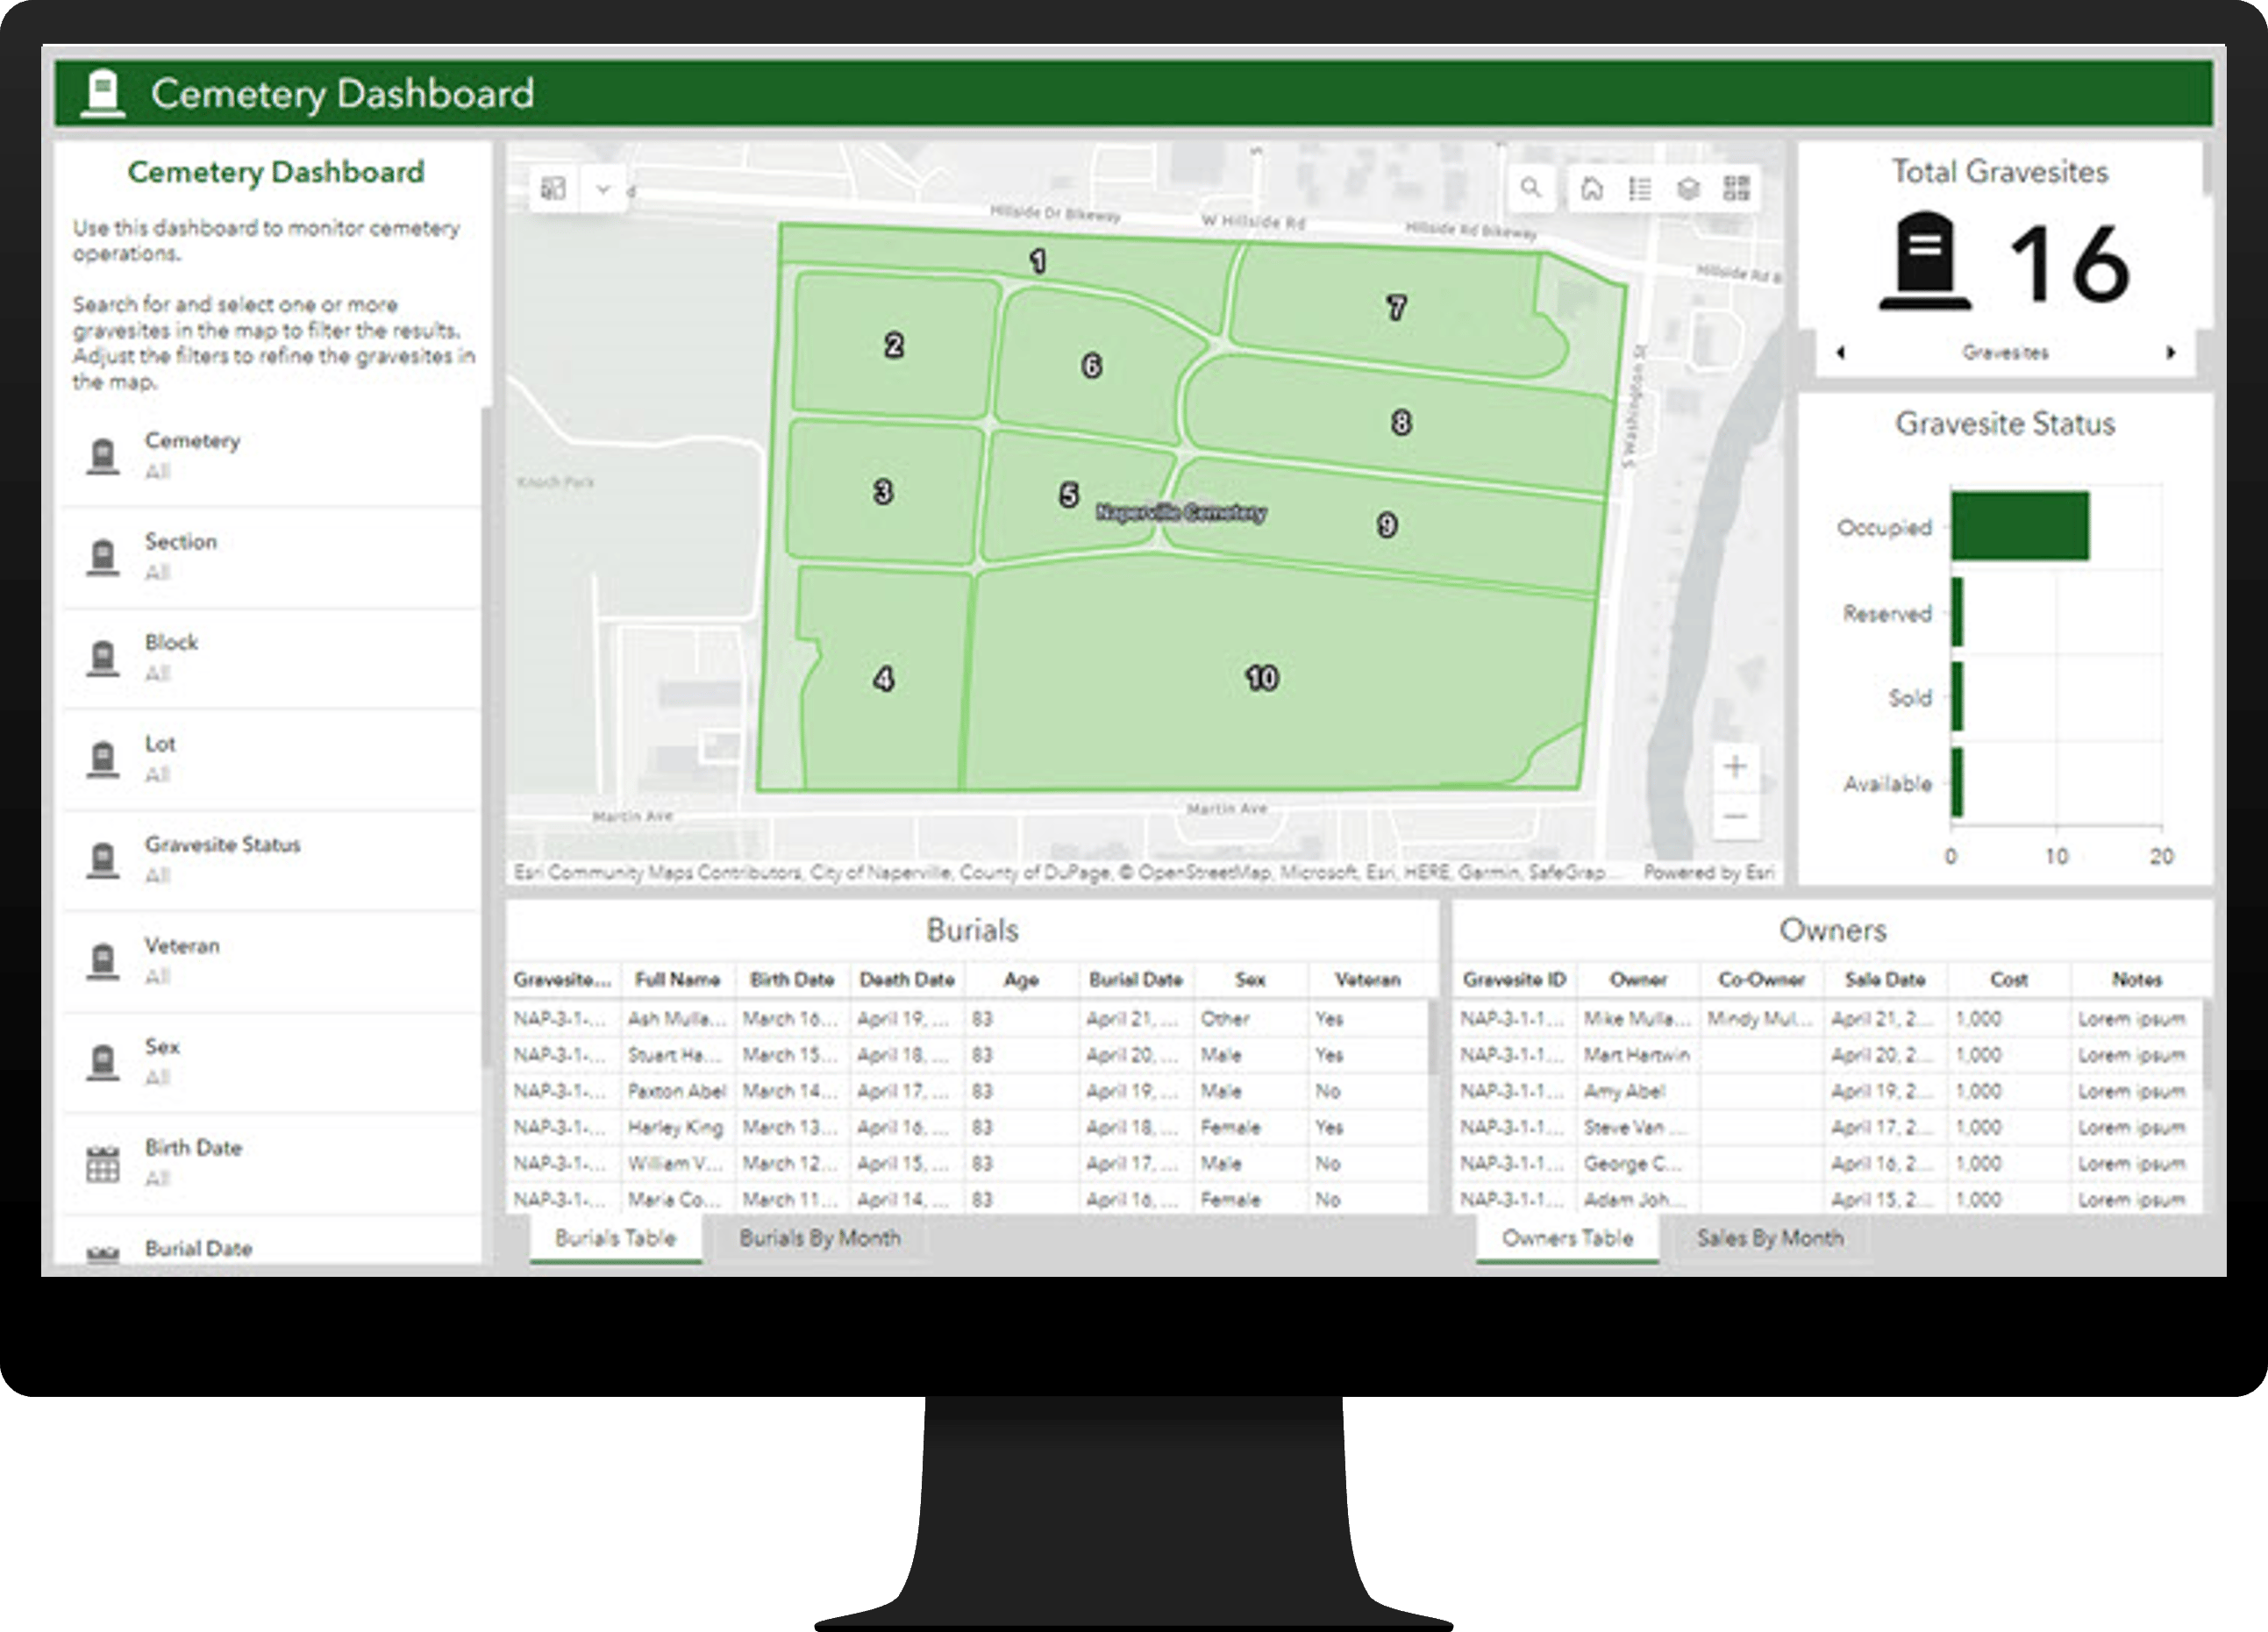 Cemetery Dashboard
Cemetery Dashboard
Use this dashboard to monitor cemetery
operations.
Search for and select one or more
gravesites in the map to filter the results.
Adjust the filters to refine the gravesites in
the map.
Cemetery
All
Section
All
Block
All
Lot
All
Gravesite Status
All
Veteran
All
Sex
All
Birth Date
All
Burial Date
Hillside Dr Bikeway
W Hillside Rd
Hillside Rd Bikeway
Hillside Rd B
S Washington St
Knoch Park
1
2
3
4
5
6
7
8
9
10
Naperville Cemetery
Martin Ave
Martin Ave
Esri Community Maps Contributors, City of Naperville, County of DuPage, © OpenStreetMap, Microsoft, Esri, HERE, Garmin, SafeGrap... Powered by Esri
Total Gravesites
16
Gravesites
Gravesite Status
Occupied
Reserved
Sold
Available
0 10 20
Burials
Gravesite... Full Name Birth Date Death Date Age Burial Date Sex Veteran
NAP-3-1-... Ash Mulla... March 16... April 19, ... 83 April 21, ... Other Yes
NAP-3-1-... Stuart Ha... March 15... April 18, ... 83 April 20, ... Male Yes
NAP-3-1-... Paxton Abel March 14... April 17, ... 83 April 19, ... Male No
NAP-3-1-... Harley King March 13... April 16, ... 83 April 18, ... Female Yes
NAP-3-1-... William V... March 12... April 15, ... 83 April 17, ... Male No
NAP-3-1-... Maria Co... March 11... April 14, ... 83 April 16, ... Female No
Burials Table Burials By Month
Owners
Gravesite ID Owner Co-Owner Sale Date Cost Notes
NAP-3-1-1... Mike Mulla... Mindy Mul... April 21, 2... 1,000 Lorem ipsum
NAP-3-1-1... Mart Hartwin April 20, 2... 1,000 Lorem ipsum
NAP-3-1-1... Amy Abel April 19, 2... 1,000 Lorem ipsum
NAP-3-1-1... Steve Van ... April 17, 2... 1,000 Lorem ipsum
NAP-3-1-1... George C... April 16, 2... 1,000 Lorem ipsum
NAP-3-1-1... Adam Joh... April 15, 2... 1,000 Lorem ipsum
Owners Table Sales By Month